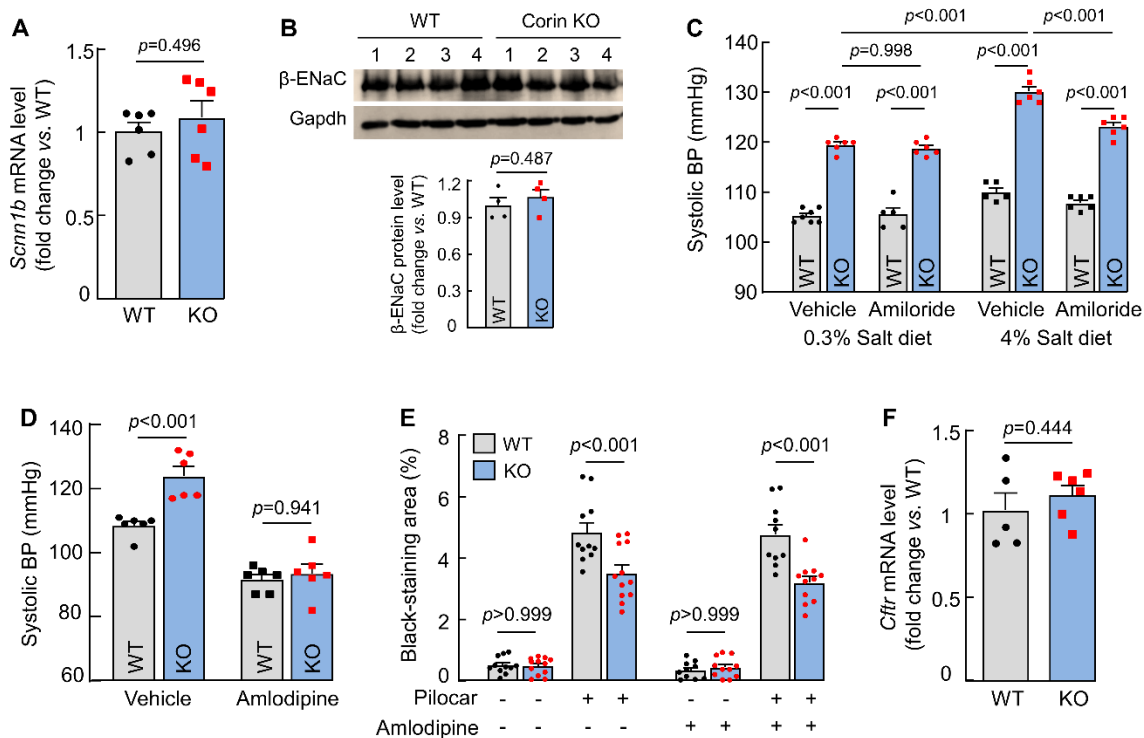 A
Scnn1b mRNA level
(fold change vs. WT)
p=0.496
1.5
1
0.5
0
WT KO
B
WT Corin KO
1 2 3 4 1 2 3 4
β-ENaC
Gapdh
β-ENaC protein level
(fold change vs. WT)
p=0.487
1.2
0.9
0.6
0.3
0
WT KO
C
Systolic BP (mmHg)
p<0.001
p<0.001
p=0.998
p<0.001
p<0.001
p<0.001
p<0.001
140
130
120
110
100
90
WT KO WT KO WT KO WT KO
Vehicle Amiloride Vehicle Amiloride
0.3% Salt diet 4% Salt diet
D
Systolic BP (mmHg)
p<0.001
p=0.941
140
120
100
80
60
WT KO WT KO
Vehicle Amlodipine
E
Black-staining area (%)
WT
KO
p<0.001 p<0.001
p>0.999 p>0.999
8
6
4
2
0
Pilocar - - + + - - + +
Amlodipine - - - - + + + +
F
Cftr mRNA level
(fold change vs. WT)
p=0.444
1.5
1
0.5
0
WT KO